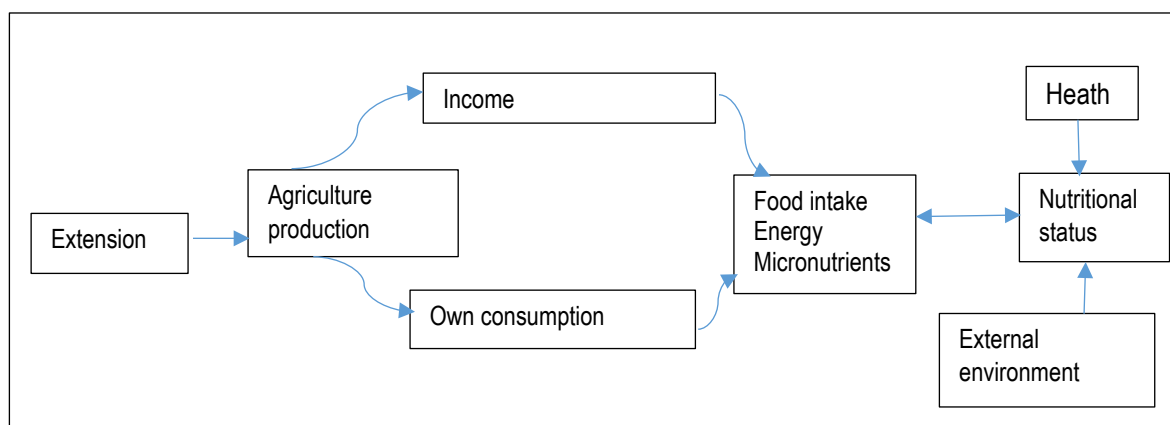 Income
Heath
Agriculture
production
Extension
Food intake
Energy
Micronutrients
Nutritional
status
Own consumption
External
environment